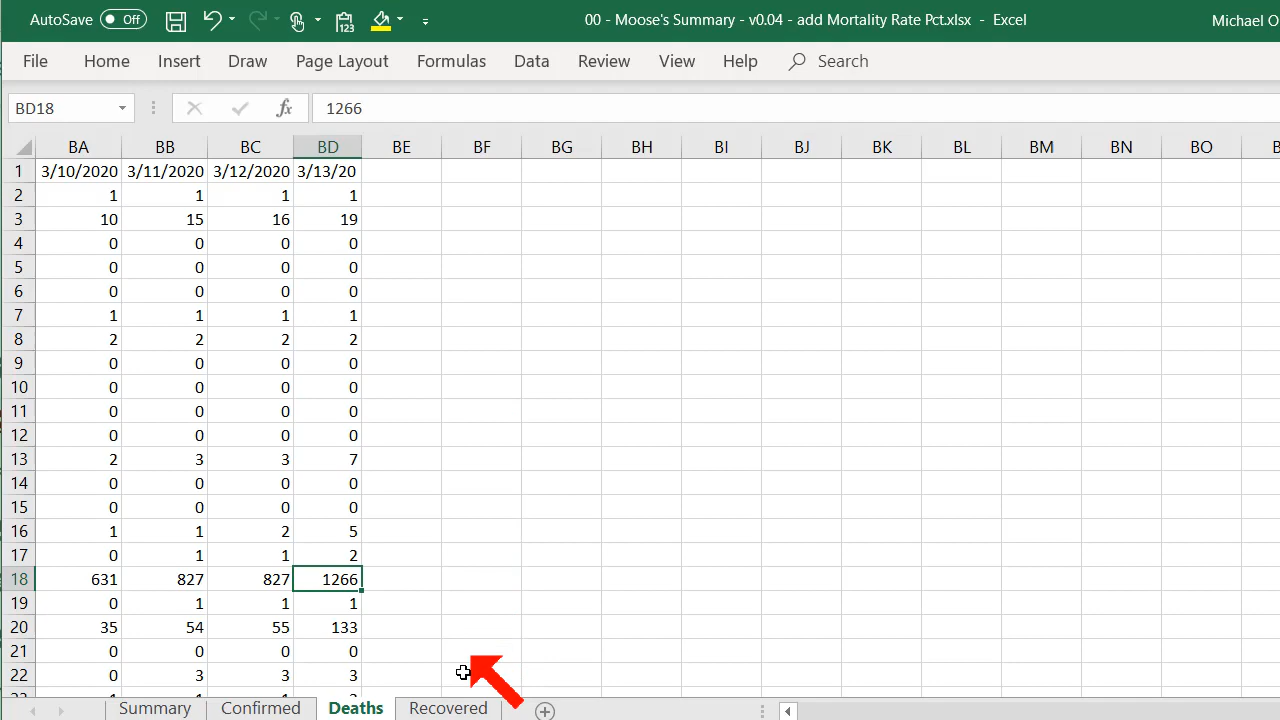 AutoSave Off 00 - Moose's Summary - v0.04 - add Mortality Rate Pct.xlsx - Excel Michael O
File Home Insert Draw Page Layout Formulas Data Review View Help Search
BD18 fx 1266
BA BB BC BD BE BF BG BH BI BJ BK BL BM BN BO
1 3/10/2020 3/11/2020 3/12/2020 3/13/20
2 1 1 1 1
3 10 15 16 19
4 0 0 0 0
5 0 0 0 0
6 0 0 0 0
7 1 1 1 1
8 2 2 2 2
9 0 0 0 0
10 0 0 0 0
11 0 0 0 0
12 0 0 0 0
13 2 3 3 7
14 0 0 0 0
15 0 0 0 0
16 1 1 2 5
17 0 1 1 2
18 631 827 827 1266
19 0 1 1 1
20 35 54 55 133
21 0 0 0 0
22 0 3 3 3
Summary Confirmed Deaths Recovered